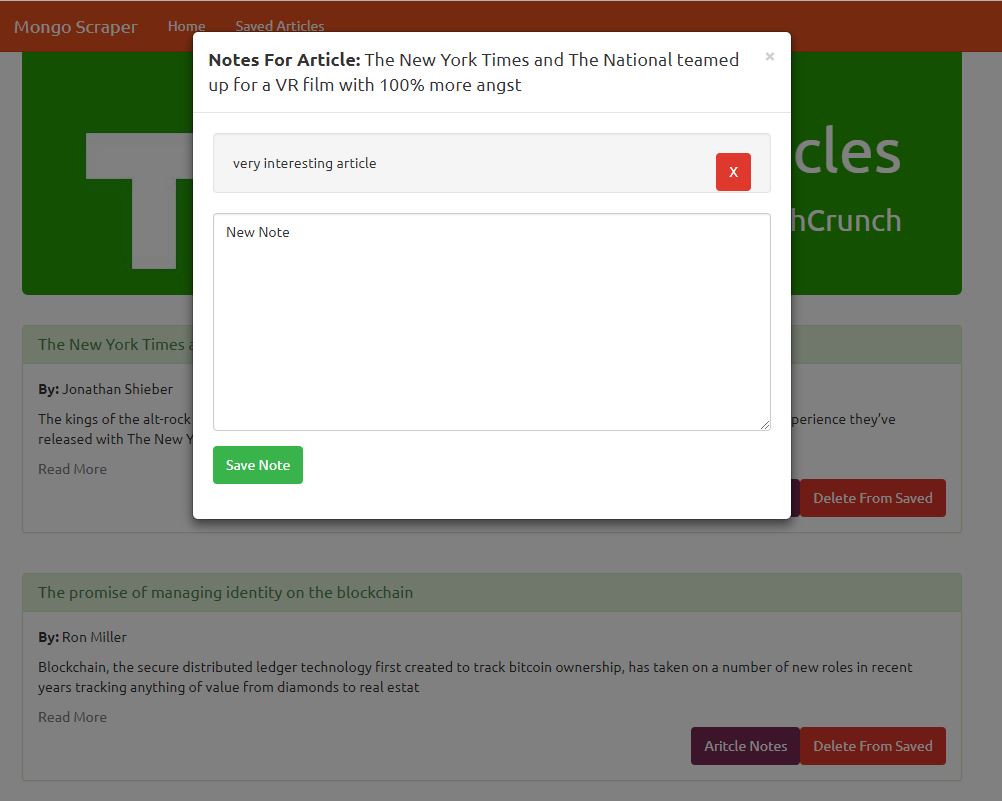 Mongo Scraper Home Saved Articles
Notes For Article: The New York Times and The National teamed ×
up for a VR film with 100% more angst
very interesting article X
New Note
Save Note
T cles
hCrunch
The New York Times a
By: Jonathan Shieber
The kings of the alt-rock perience they’ve
released with The New Y
Read More
Delete From Saved
The promise of managing identity on the blockchain
By: Ron Miller
Blockchain, the secure distributed ledger technology first created to track bitcoin ownership, has taken on a number of new roles in recent
years tracking anything of value from diamonds to real estat
Read More
Aritcle Notes Delete From Saved